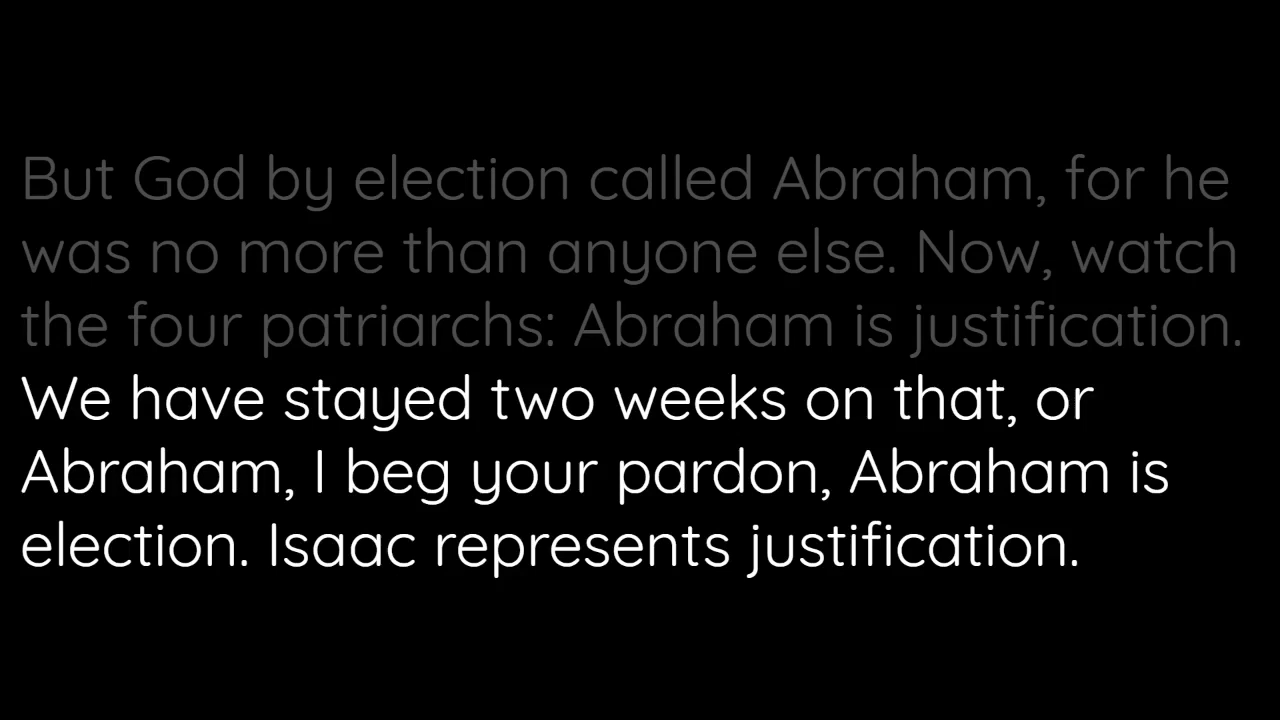 But God by election called Abraham, for he
was no more than anyone else. Now, watch
the four patriarchs: Abraham is justification.
We have stayed two weeks on that, or
Abraham, I beg your pardon, Abraham is
election. Isaac represents justification.